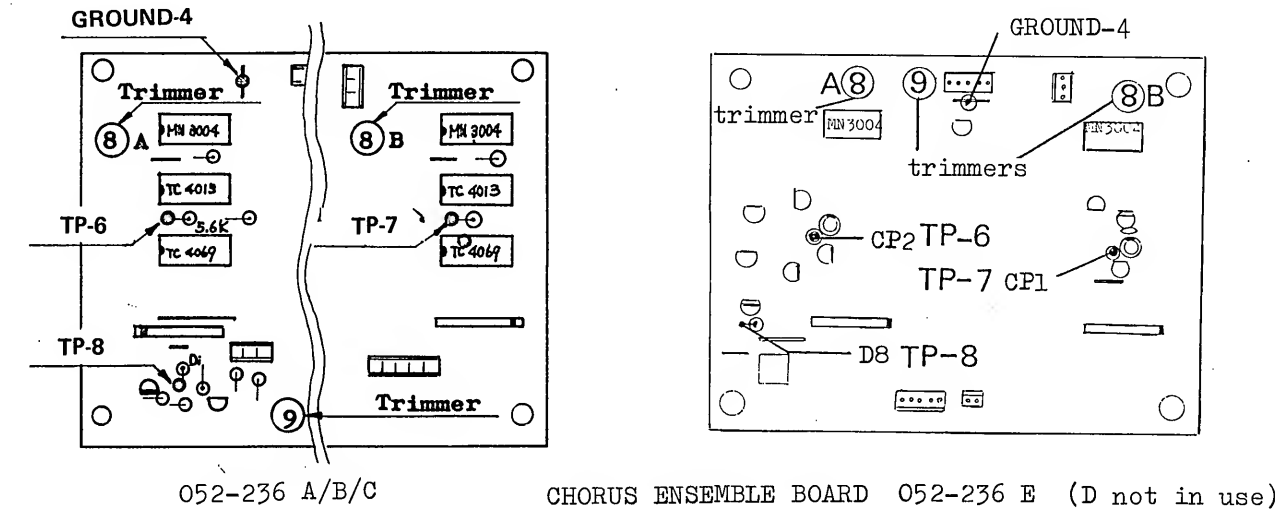 GROUND-4
Trimmer
8 A
MN 3004
TC 4013
TP-6
5.6K
TC 4069
TP-8
Di
9
Trimmer
Trimmer
8 B
MN 3004
TC 4013
TP-7
TC 4069
052-236 A/B/C
GROUND-4
A 8
9
8 B
trimmer
MN3004
trimmers
CP2 TP-6
TP-7 CP1
D8 TP-8
CHORUS ENSEMBLE BOARD 052-236 E (D not in use)